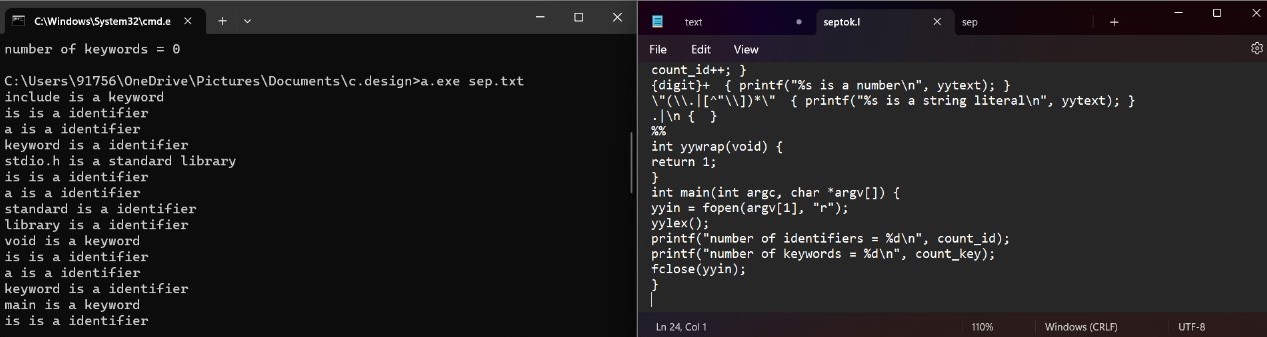 C:\Windows\System32\cmd.e
number of keywords = 0
C:\Users\91756\OneDrive\Pictures\Documents\c.design>a.exe sep.txt
include is a keyword
is is a identifier
a is a identifier
keyword is a identifier
stdio.h is a standard library
is is a identifier
a is a identifier
standard is a identifier
library is a identifier
void is a keyword
is is a identifier
a is a identifier
keyword is a identifier
main is a keyword
is is a identifier
text
septok.l
sep
File Edit View
count_id++; }
{digit}+  { printf("%s is a number\n", yytext); }
\"(\\.|[^"\\])*\"  { printf("%s is a string literal\n", yytext); }
.|\n {  }
%%
int yywrap(void) {
return 1;
}
int main(int argc, char *argv[]) {
yyin = fopen(argv[1], "r");
yylex();
printf("number of identifiers = %d\n", count_id);
printf("number of keywords = %d\n", count_key);
fclose(yyin);
}
Ln 24, Col 1 110% Windows (CRLF) UTF-8